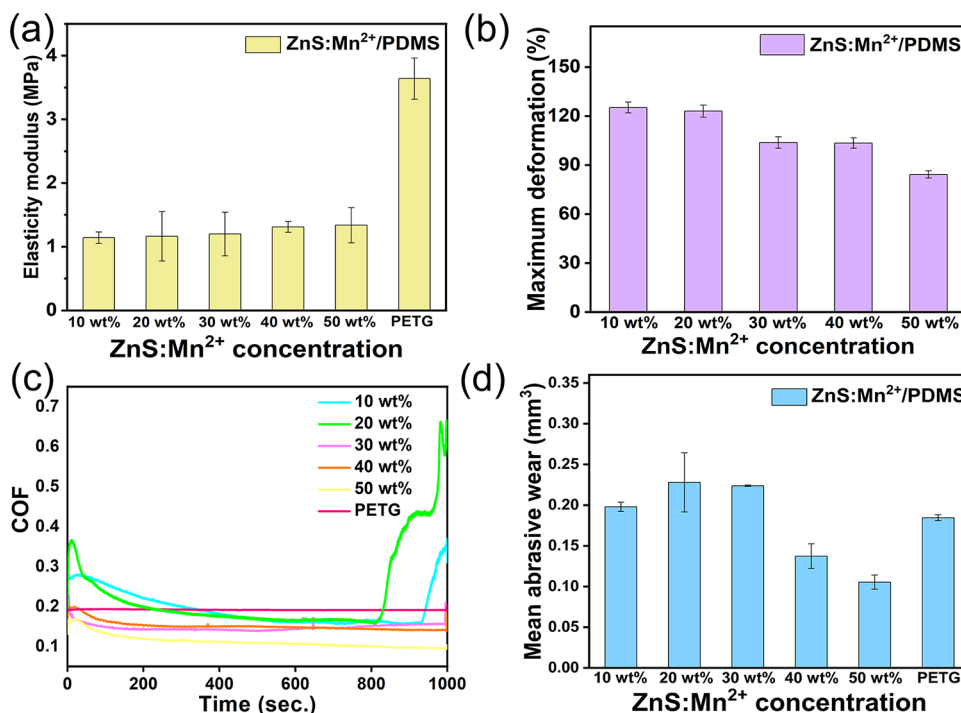 (a)
ZnS:Mn²⁺/PDMS
Elasticity modulus (MPa)
4
3
2
1
0
10 wt% 20 wt% 30 wt% 40 wt% 50 wt% PETG
ZnS:Mn²⁺ concentration
(b)
ZnS:Mn²⁺/PDMS
Maximum deformation (%)
150
120
90
60
30
0
10 wt% 20 wt% 30 wt% 40 wt% 50 wt%
ZnS:Mn²⁺ concentration
(c)
COF
0.7
0.6
0.5
0.4
0.3
0.2
0.1
10 wt%
20 wt%
30 wt%
40 wt%
50 wt%
PETG
0 200 400 600 800 1000
Time (sec.)
(d)
ZnS:Mn²⁺/PDMS
Mean abrasive wear (mm³)
0.35
0.30
0.25
0.20
0.15
0.10
0.05
0.00
10 wt% 20 wt% 30 wt% 40 wt% 50 wt% PETG
ZnS:Mn²⁺ concentration